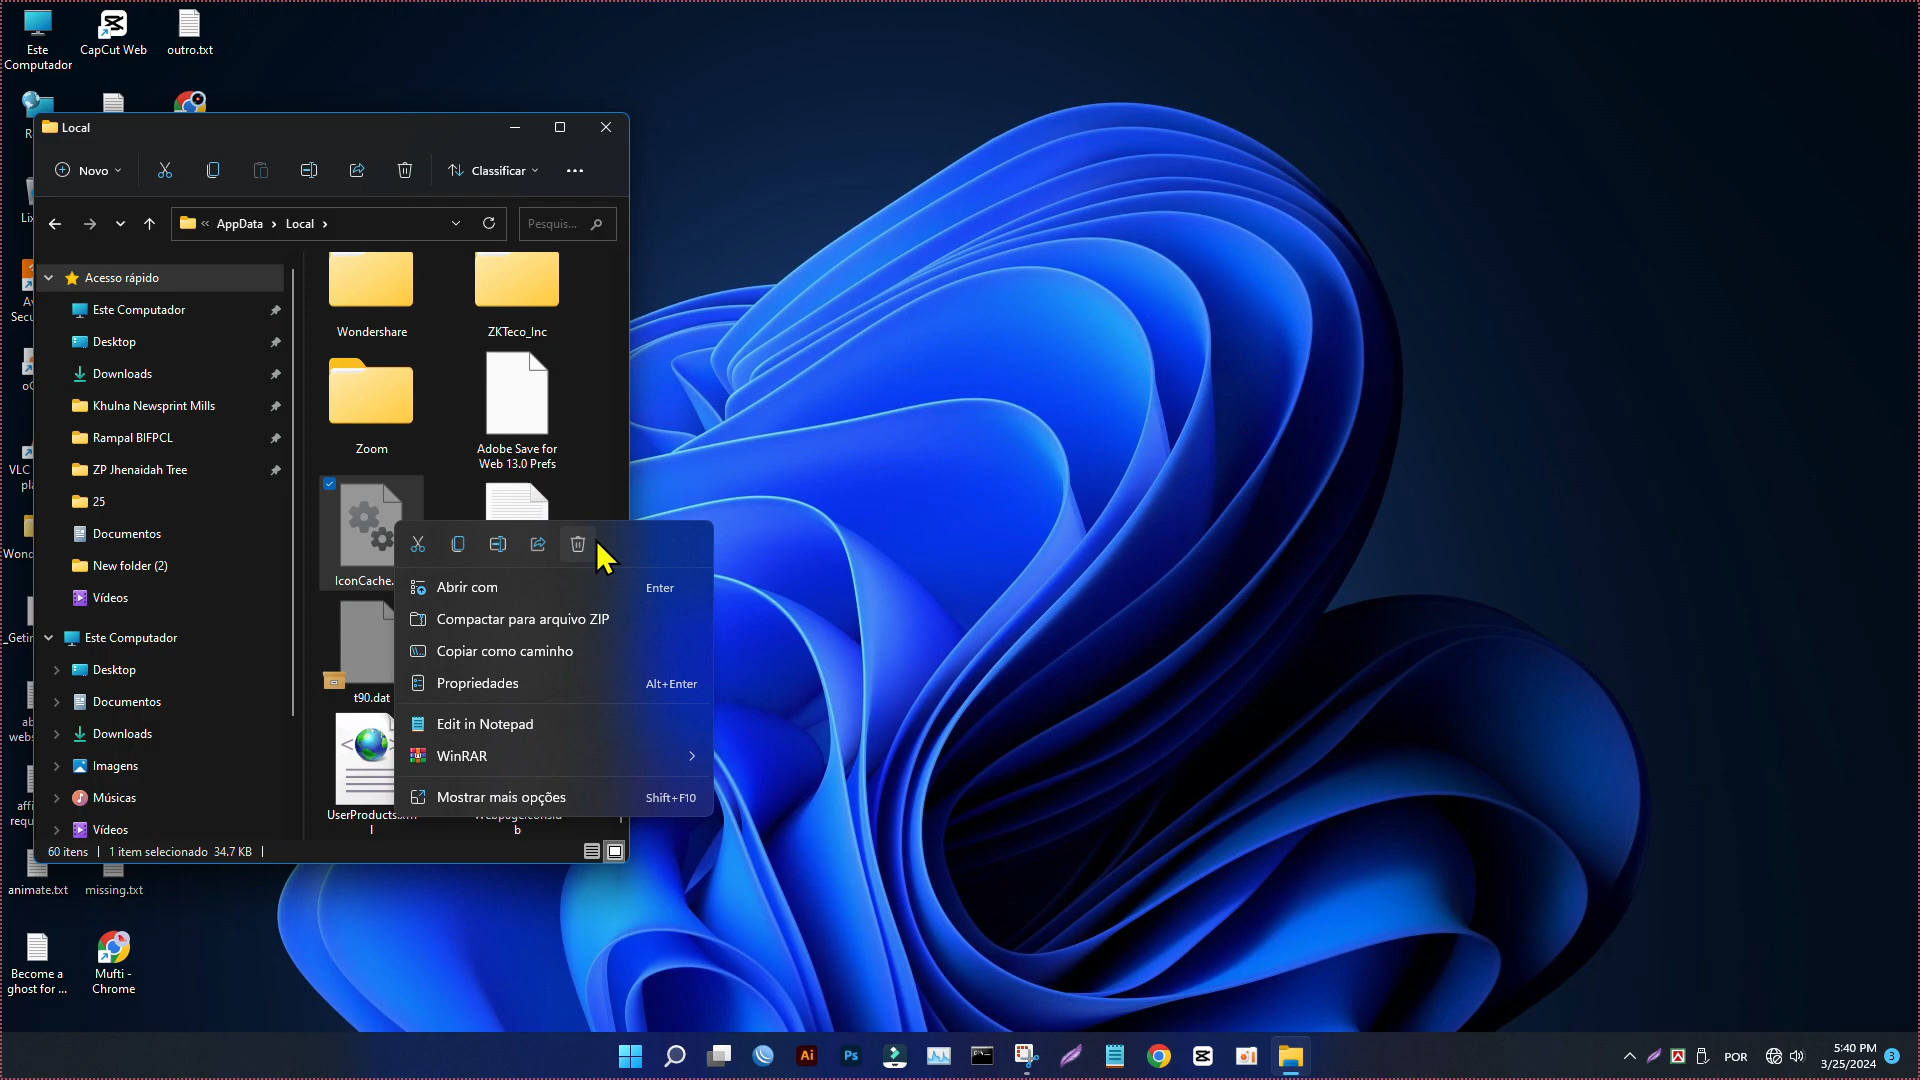 Este
Computador
CapCut Web
outro.txt
Local
Novo
Classificar
AppData
Local
Pesquis...
Acesso rápido
Este Computador
Desktop
Downloads
Khulna Newsprint Mills
Rampal BIFPCL
ZP Jhenaidah Tree
25
Documentos
New folder (2)
Vídeos
Este Computador
Desktop
Documentos
Downloads
Imagens
Músicas
Vídeos
Wondershare
ZKTeco_Inc
Zoom
Adobe Save for
Web 13.0 Prefs
IconCache.
t90.dat
Abrir com
Enter
Compactar para arquivo ZIP
Copiar como caminho
Propriedades
Alt+Enter
Edit in Notepad
WinRAR
Mostrar mais opções
Shift+F10
60 itens
1 item selecionado 34.7 KB
VLC
animate.txt
missing.txt
Become a
ghost for ...
Mufti -
Chrome
Ai
Ps
POR
5:40 PM
3/25/2024
3